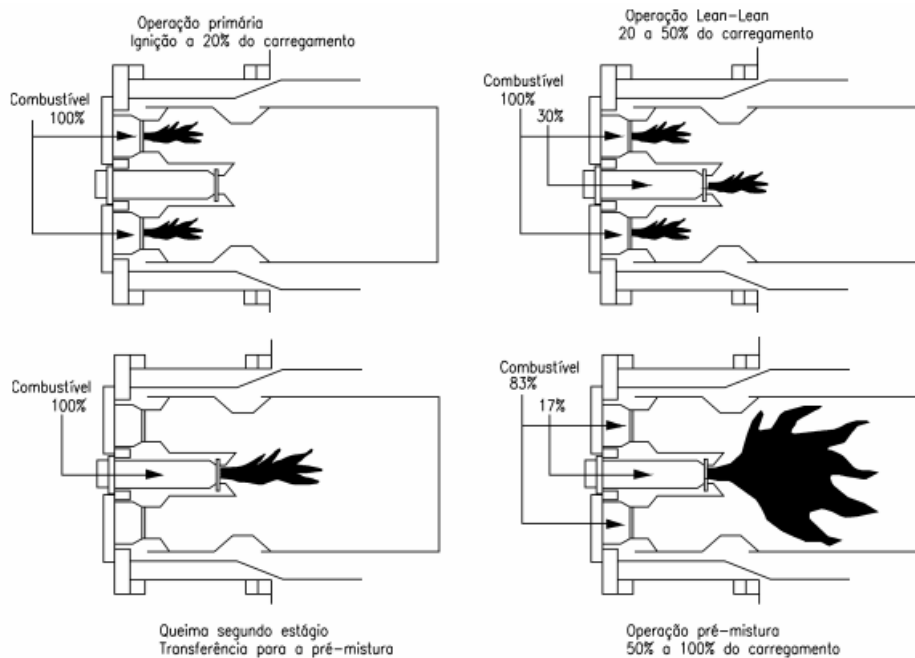 Operação primária
Ignição a 20% do carregamento
Combustível
100%
Operação Lean-Lean
20 a 50% do carregamento
Combustível
100%
30%
Combustível
100%
Queima segundo estágio
Transferência para a pré-mistura
Combustível
83%
17%
Operação pré-mistura
50% a 100% do carregamento